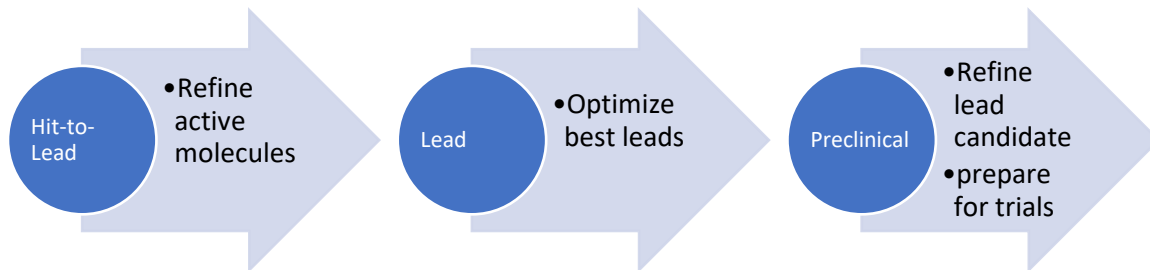 Hit-to-
Lead
•Refine
active
molecules
Lead
•Optimize
best leads
Preclinical
•Refine
lead
candidate
•prepare
for trials